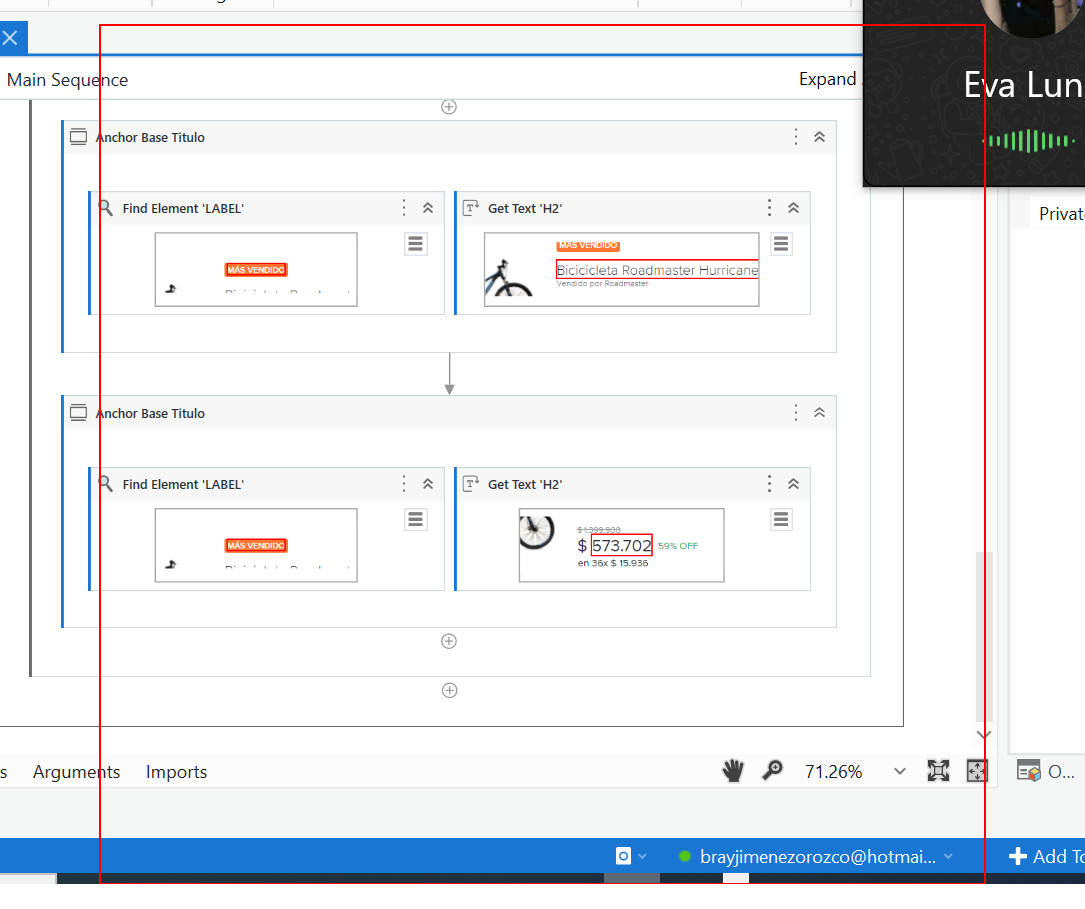 Main Sequence
Expand
Eva Lun
Anchor Base Titulo
Find Element 'LABEL'
Get Text 'H2'
MÁS VENDIDO
MÁS VENDIDO
Bicicicleta Roadmaster Hurricane
Vendido por Roadmaster
Privat
Anchor Base Titulo
Find Element 'LABEL'
Get Text 'H2'
MÁS VENDIDO
$ 1.399.900
$ 573.702 59% OFF
en 36x $ 15.936
s Arguments Imports
71.26%
O...
brayjimenezorozco@hotmai...
Add To